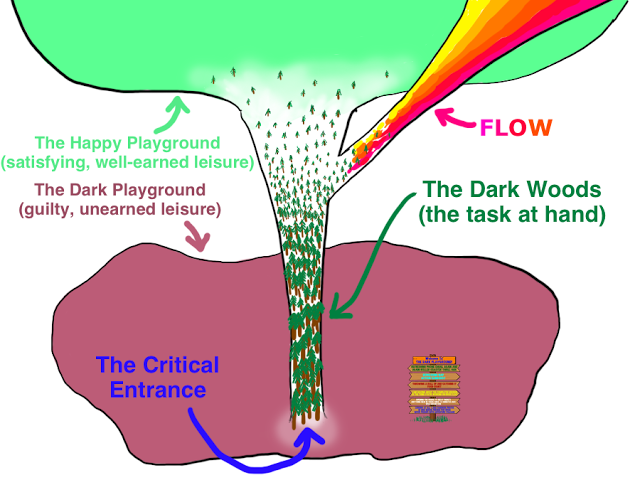 FLOW
The Happy Playground
(satisfying, well-earned leisure)
The Dark Playground
(guilty, unearned leisure)
The Dark Woods
(the task at hand)
The Critical
Entrance